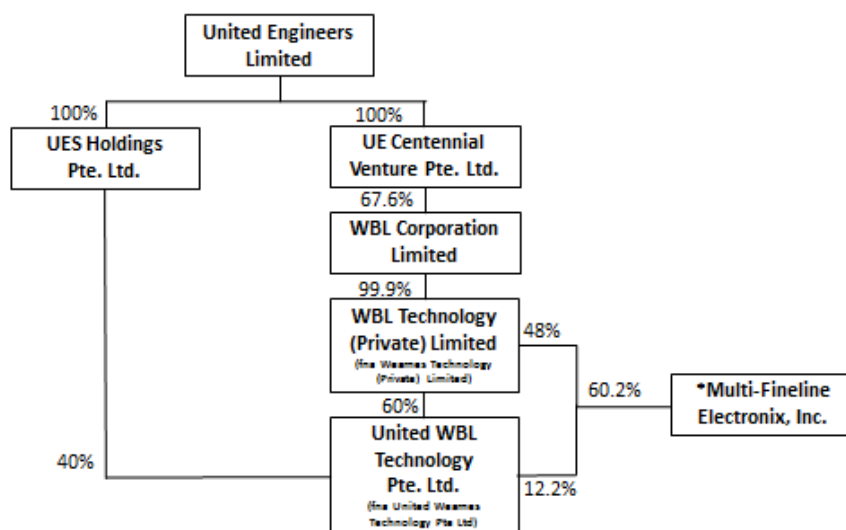 United Engineers
Limited
100%
100%
UES Holdings
Pte. Ltd.
UE Centennial
Venture Pte. Ltd.
67.6%
WBL Corporation
Limited
99.9%
WBL Technology
(Private) Limited
(fna Weames Technology
(Private) Limited)
48%
60.2%
*Multi-Fineline
Electronix, Inc.
60%
United WBL
Technology
Pte. Ltd.
(fna United Weames
Technology Pte Ltd)
40%
12.2%